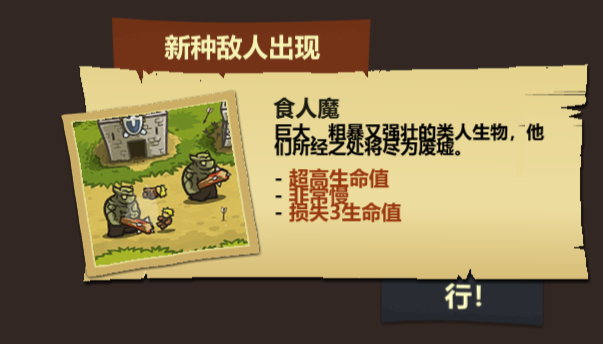 新种敌人出现
食人魔
巨大、粗暴又强壮的类人生物，他
们所经之处将尽为废墟。
- 超高生命值
- 非常慢
- 损失3生命值
行!